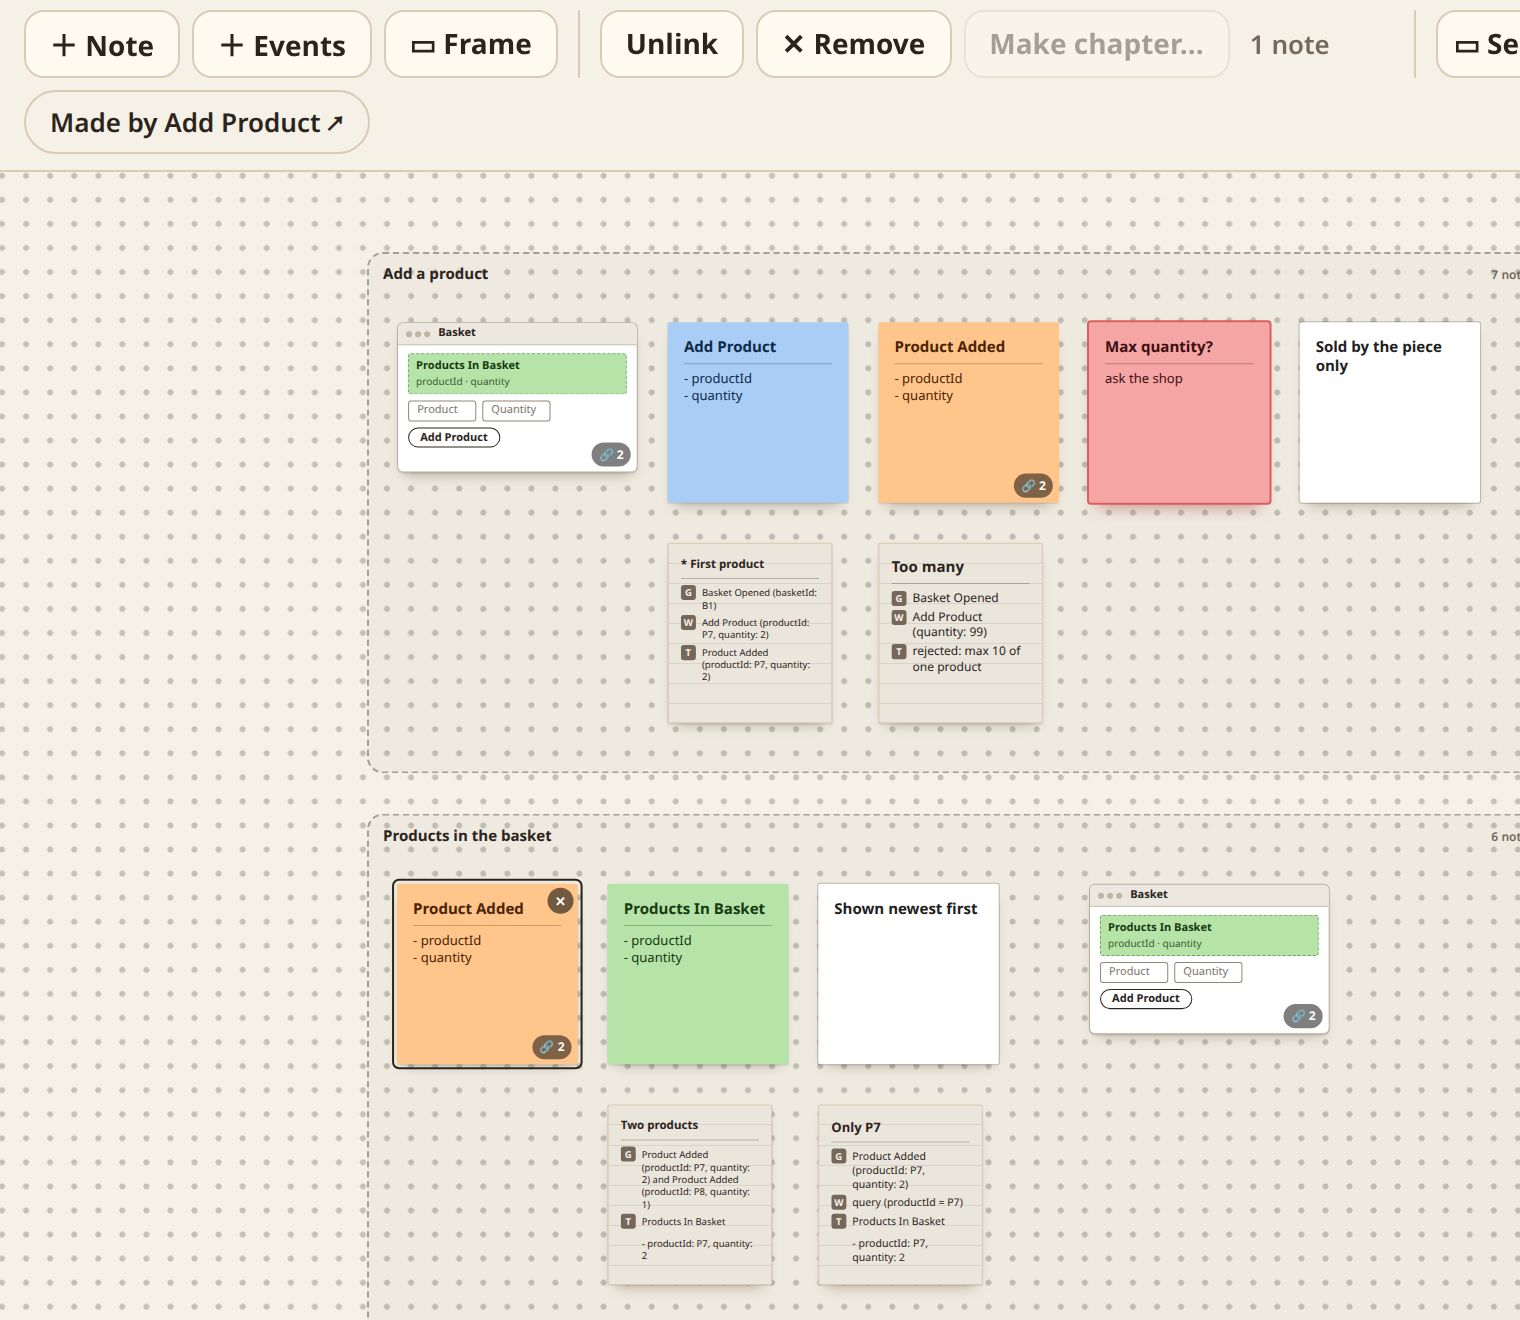 + Note
+ Events
Frame
Unlink
✕ Remove
Make chapter...
1 note
Made by Add Product ↗
Add a product
Basket
Products In Basket
productId · quantity
Product
Quantity
Add Product
2
Add Product
- productId
- quantity
Product Added
- productId
- quantity
2
Max quantity?
ask the shop
Sold by the piece
only
* First product
G Basket Opened (basketId:
B1)
W Add Product (productId:
P7, quantity: 2)
T Product Added
(productId: P7, quantity:
2)
Too many
G Basket Opened
W Add Product
(quantity: 99)
T rejected: max 10 of
one product
Products in the basket
Product Added
- productId
- quantity
2
Products In Basket
- productId
- quantity
Shown newest first
Basket
Products In Basket
productId · quantity
Product
Quantity
Add Product
2
Two products
G Product Added
(productId: P7, quantity:
2) and Product Added
(productId: P8, quantity:
1)
T Products In Basket
- productId: P7, quantity:
2
Only P7
G Product Added
(productId: P7,
quantity: 2)
W query (productId = P7)
T Products In Basket
- productId: P7,
quantity: 2